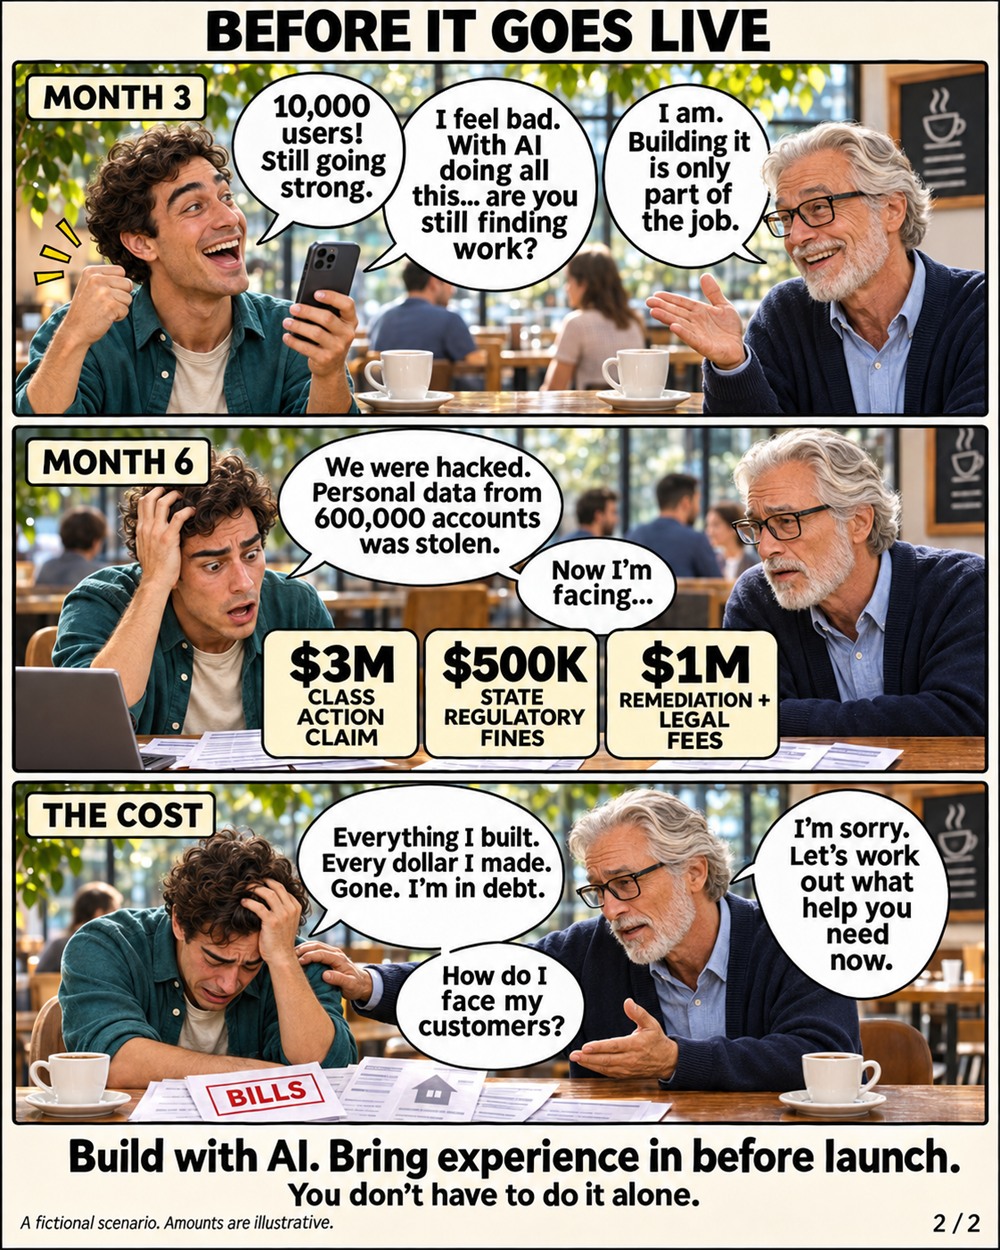 BEFORE IT GOES LIVE
MONTH 3
10,000
users!
Still going
strong.
I feel bad.
With AI
doing all
this... are you
still finding
work?
I am.
Building it
is only
part of
the job.
MONTH 6
We were hacked.
Personal data from
600,000 accounts
was stolen.
Now I'm
facing...
$3M
CLASS
ACTION
CLAIM
$500K
STATE
REGULATORY
FINES
$1M
REMEDIATION +
LEGAL
FEES
THE COST
Everything I built.
Every dollar I made.
Gone. I'm in debt.
How do I
face my
customers?
I'm sorry.
Let's work
out what
help you
need
now.
BILLS
Build with AI. Bring experience in before launch.
You don't have to do it alone.
A fictional scenario. Amounts are illustrative.
2 / 2